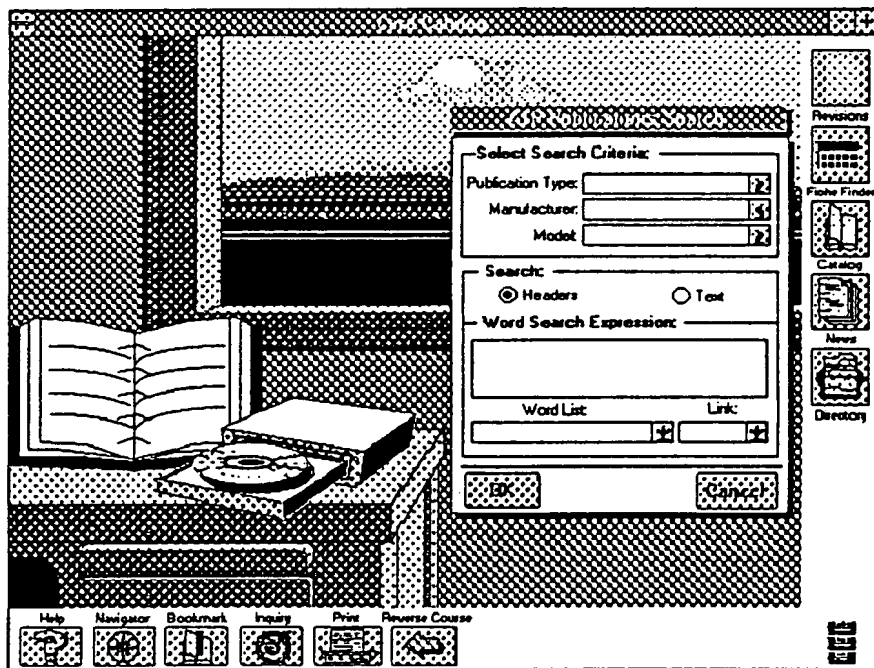 Search
Select Search Criteria:
Publication Type:
Manufacturer:
Model:
Search:
Headers
Text
Word Search Expression:
Word List:
Link:
OK
Cancel
Revisions
Fiche Finder
Catalog
News
Directory
Help
Navigator
Bookmark
Inquiry
Print
Reverse Course